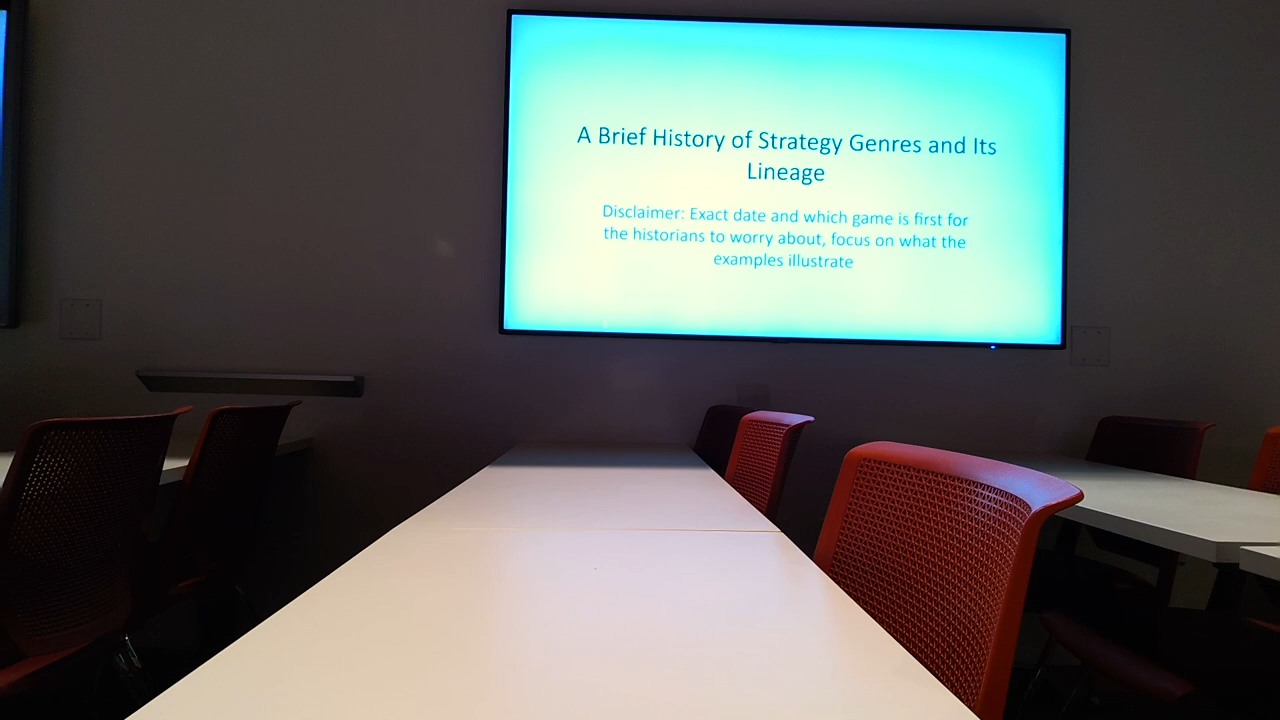 A Brief History of Strategy Genres and Its
Lineage
Disclaimer: Exact date and which game is first for
the historians to worry about, focus on what the
examples illustrate